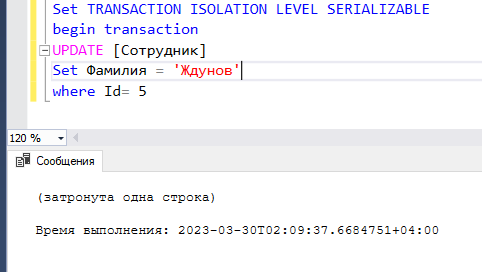 Set TRANSACTION ISOLATION LEVEL SERIALIZABLE
begin transaction
UPDATE [Сотрудник]
Set Фамилия = 'Ждунов'
where Id= 5
120 %
Сообщения
(затронута одна строка)
Время выполнения: 2023-03-30T02:09:37.6684751+04:00